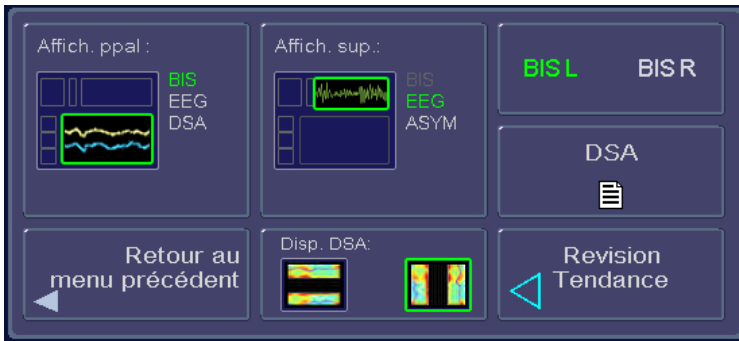 Affich. ppal :
BIS
EEG
DSA
Affich. sup.:
BIS
EEG
ASYM
BIS L BIS R
DSA
Retour au
menu précédent
Disp. DSA:
Revision
Tendance